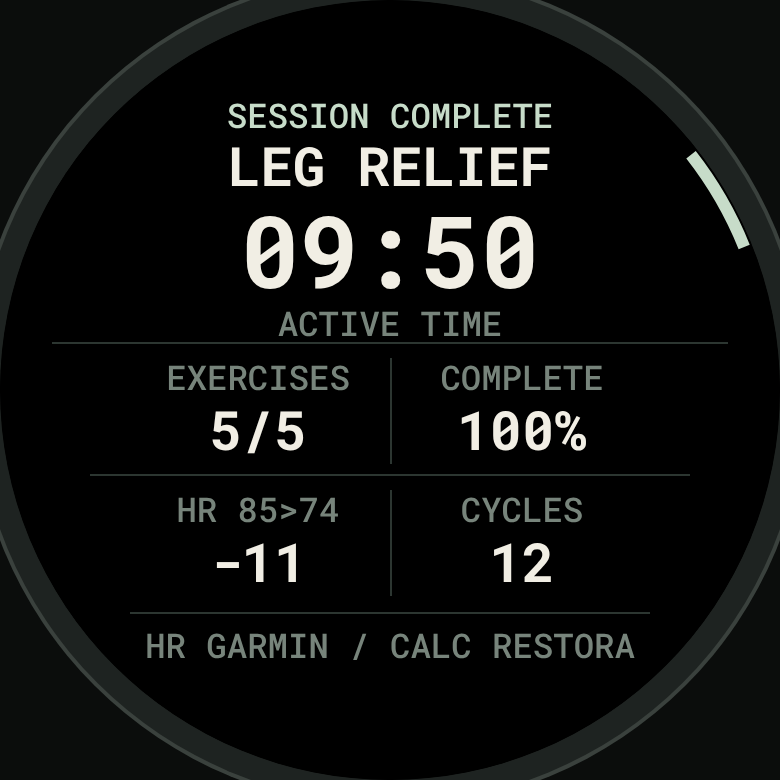 SESSION COMPLETE
LEG RELIEF
09:50
ACTIVE TIME
EXERCISES COMPLETE
5/5 100%
HR 85>74 CYCLES
-11 12
HR GARMIN / CALC RESTORA